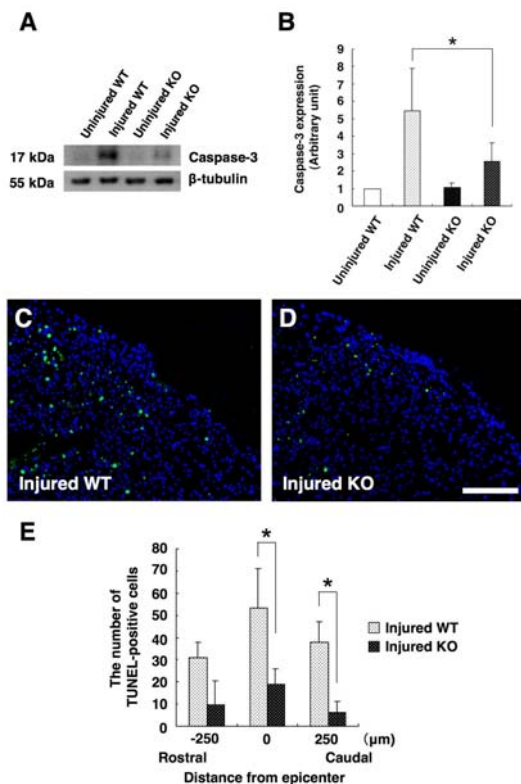 A
Uninjured WT
Injured WT
Uninjured KO
Injured KO
17 kDa
Caspase-3
55 kDa
β-tubulin
B
Caspase-3 expression
(Arbitrary unit)
9
8
7
6
5
4
3
2
1
0
*
Uninjured WT
Injured WT
Uninjured KO
Injured KO
C
Injured WT
D
Injured KO
E
The number of
TUNEL-positive cells
80
70
60
50
40
30
20
10
0
*
*
Injured WT
Injured KO
-250 0 250 (μm)
Rostral Caudal
Distance from epicenter